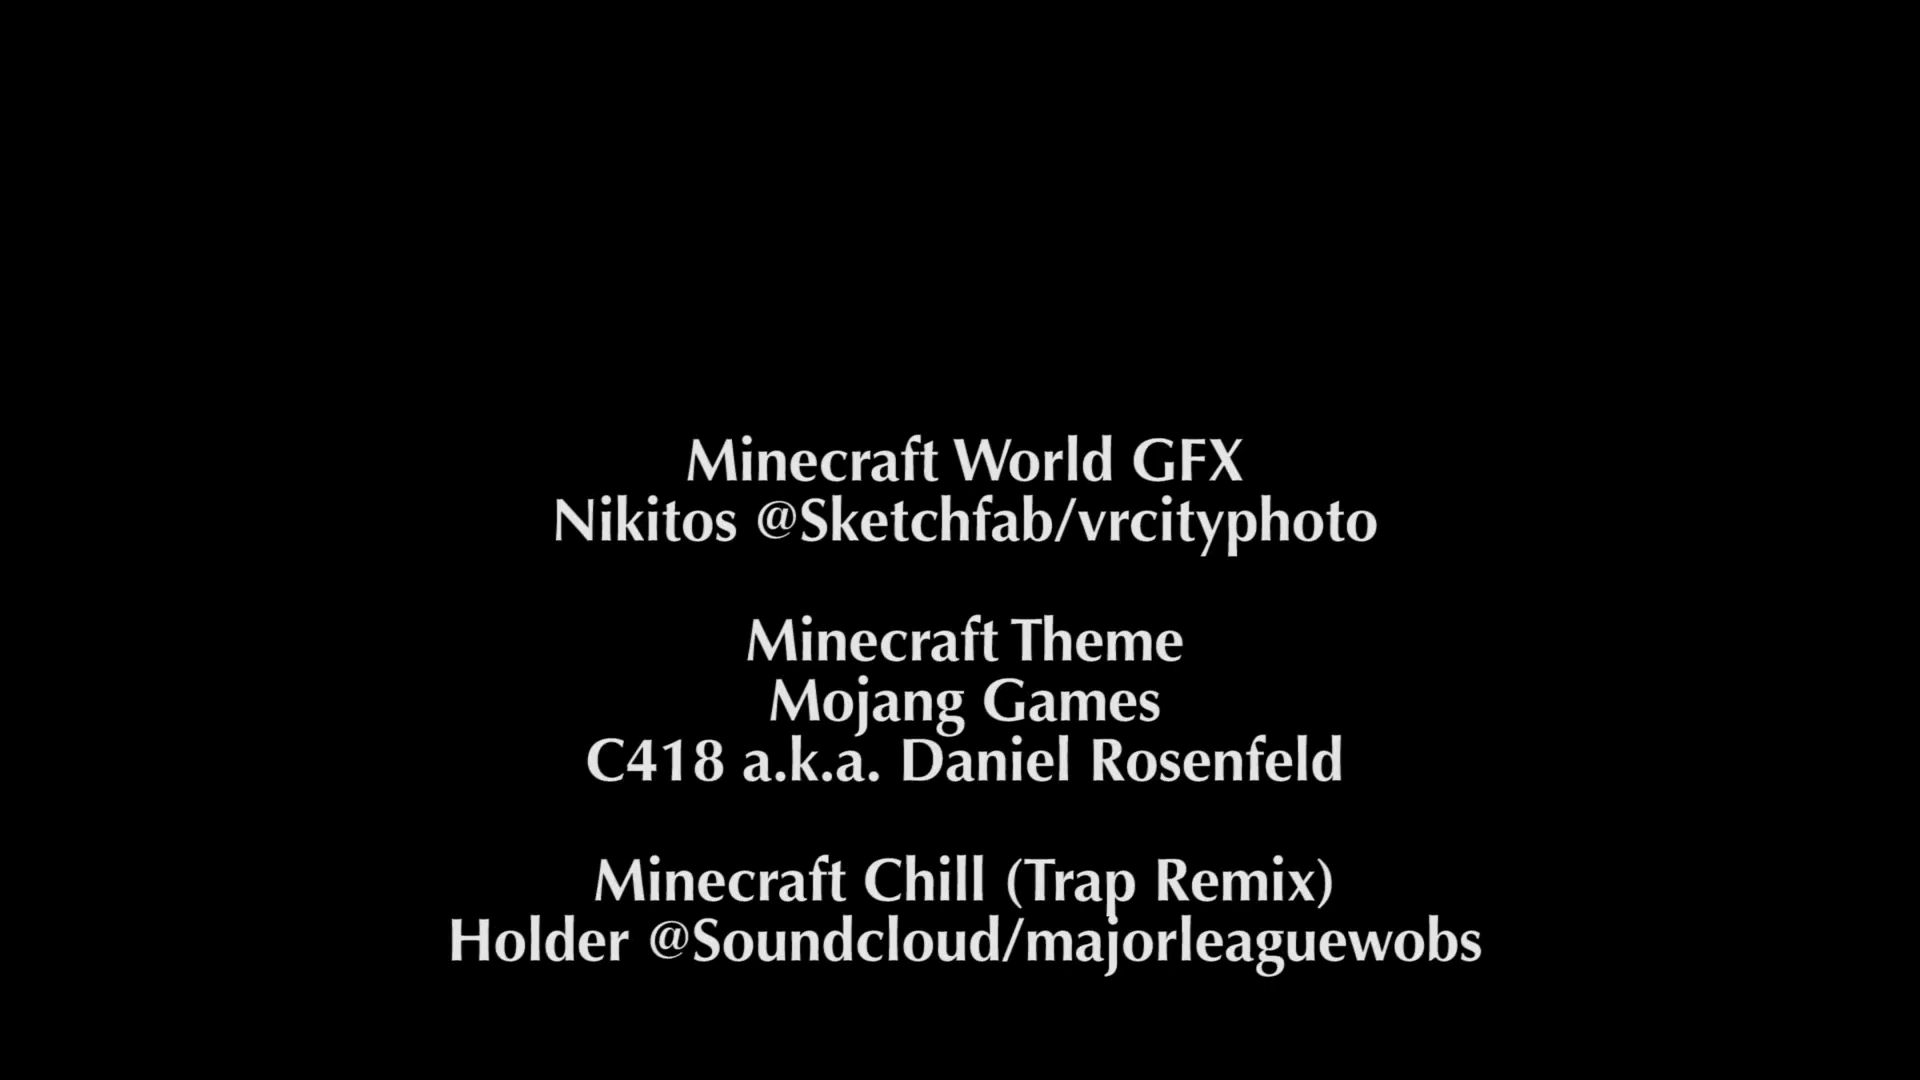 Minecraft World GFX
Nikitos @Sketchfab/vrcityphoto
Minecraft Theme
Mojang Games
C418 a.k.a. Daniel Rosenfeld
Minecraft Chill (Trap Remix)
Holder @Soundcloud/majorleaguewobs